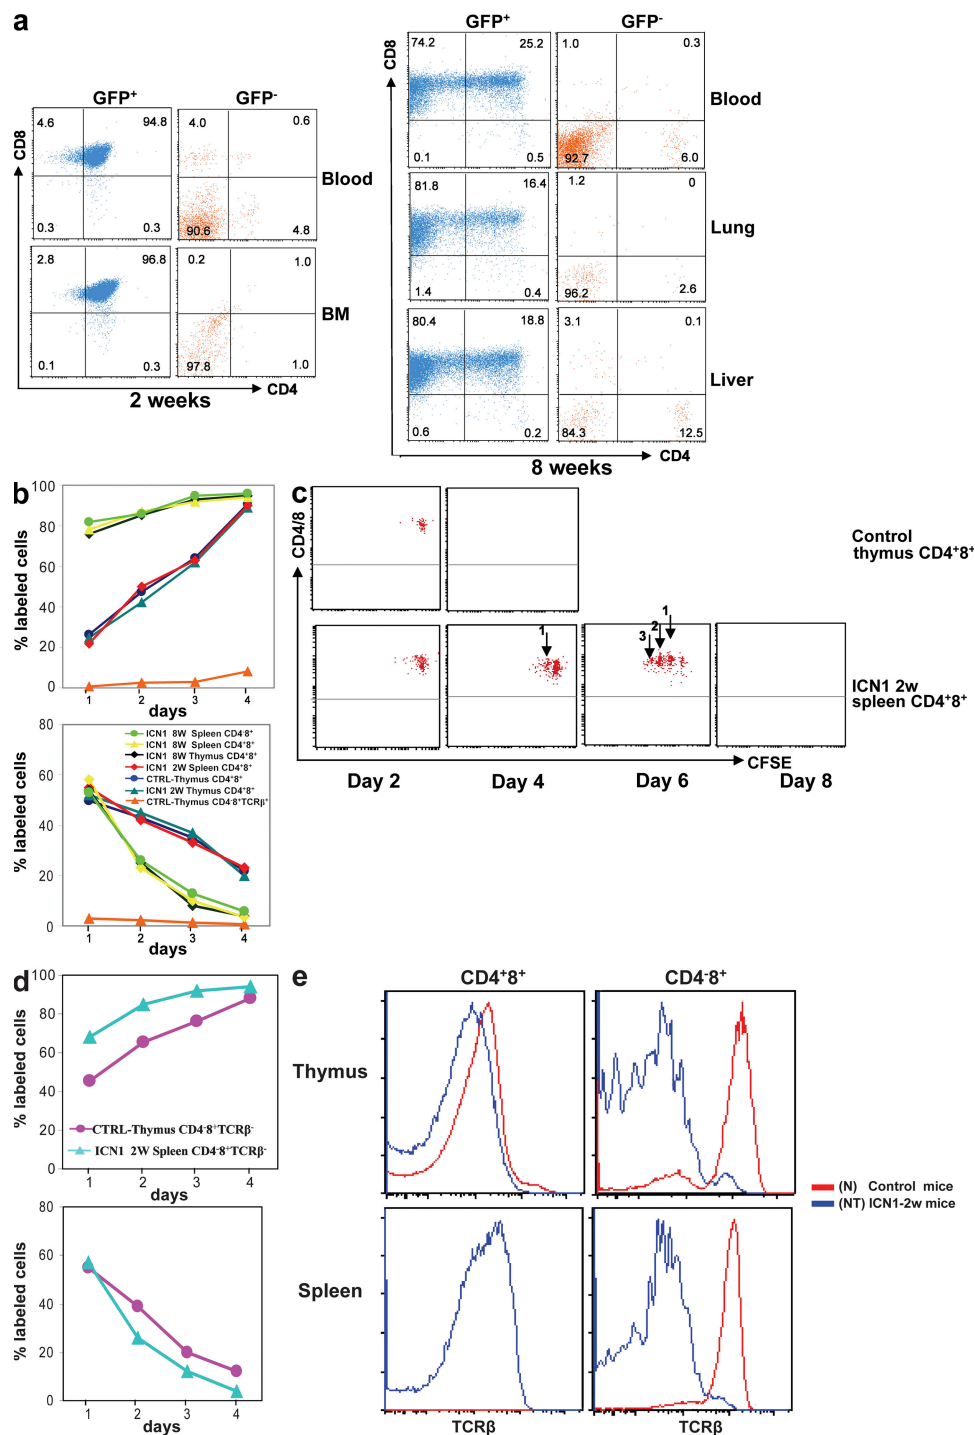 a
GFP⁺ GFP⁻
CD8
4.6 94.8 4.0 0.6
Blood
0.3 0.3 90.6 4.8
2.8 96.8 0.2 1.0
BM
0.1 0.3 97.8 1.0
CD4
2 weeks
GFP⁺ GFP⁻
CD8
74.2 25.2 1.0 0.3
Blood
0.1 0.5 92.7 6.0
81.8 16.4 1.2 0
Lung
1.4 0.4 96.2 2.6
80.4 18.8 3.1 0.1
Liver
0.6 0.2 84.3 12.5
CD4
8 weeks
b
% labeled cells
100
80
60
40
20
0
1 2 3 4
days
% labeled cells
80
60
40
20
0
ICN1 8W Spleen CD4⁻8⁺
ICN1 8W Spleen CD4⁺8⁺
ICN1 8W Thymus CD4⁺8⁺
ICN1 2W Spleen CD4⁺8⁺
CTRL-Thymus CD4⁺8⁺
ICN1 2W Thymus CD4⁺8⁺
CTRL-Thymus CD4⁻8⁺TCRβ⁺
1 2 3 4
days
c
CD4/8
Control
thymus CD4⁺8⁺
1
1
2
3
ICN1 2w
spleen CD4⁺8⁺
CFSE
Day 2 Day 4 Day 6 Day 8
d
% labeled cells
100
80
60
40
20
0
CTRL-Thymus CD4⁻8⁺TCRβ⁻
ICN1 2W Spleen CD4⁻8⁺TCRβ⁻
1 2 3 4
days
% labeled cells
80
60
40
20
0
1 2 3 4
days
e
CD4⁺8⁺ CD4⁻8⁺
Thymus
Spleen
TCRβ TCRβ
(N) Control mice
(NT) ICN1-2w mice